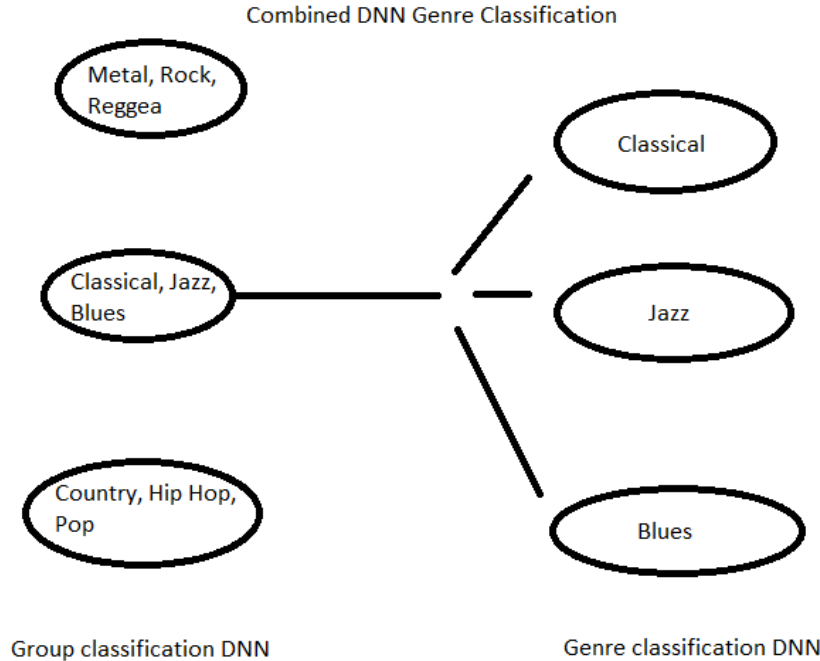 Combined DNN Genre Classification
Metal, Rock,
Reggea
Classical
Classical, Jazz,
Blues
Jazz
Country, Hip Hop,
Pop
Blues
Group classification DNN
Genre classification DNN